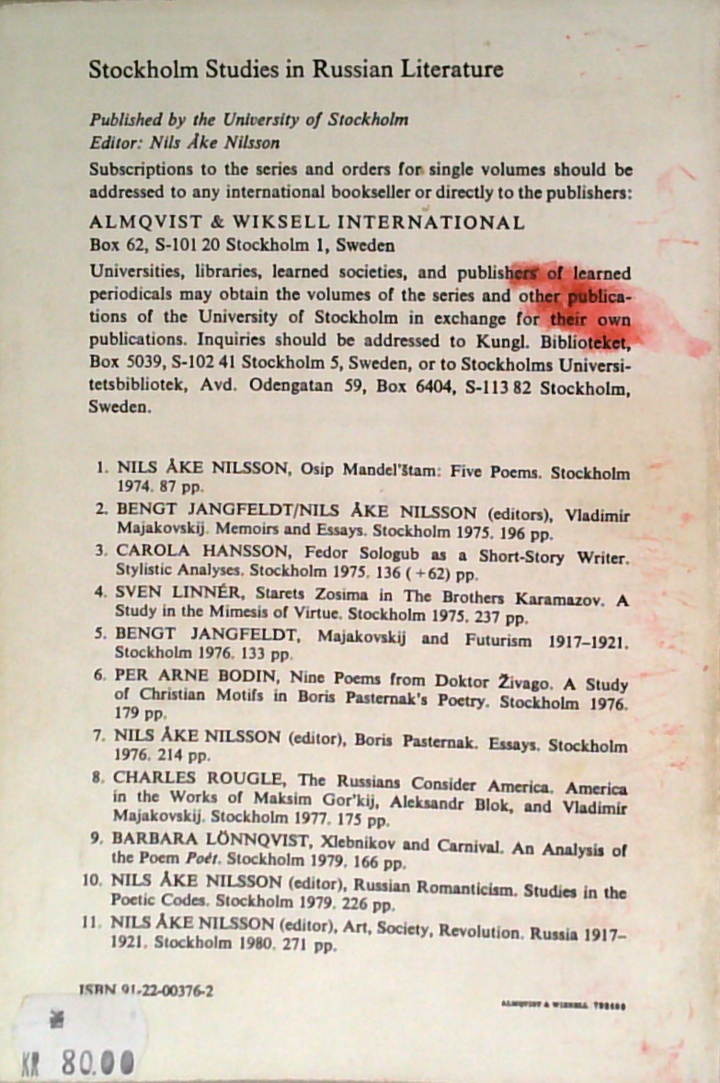 Stockholm Studies in Russian Literature
Published by the University of Stockholm
Editor: Nils Åke Nilsson
Subscriptions to the series and orders for single volumes should be
addressed to any international bookseller or directly to the publishers:
ALMQVIST & WIKSELL INTERNATIONAL
Box 62, S-101 20 Stockholm 1, Sweden
Universities, libraries, learned societies, and publishers of learned
periodicals may obtain the volumes of the series and other publica-
tions of the University of Stockholm in exchange for their own
publications. Inquiries should be addressed to Kungl. Biblioteket,
Box 5039, S-102 41 Stockholm 5, Sweden, or to Stockholms Universi-
tetsbibliotek, Avd. Odengatan 59, Box 6404, S-113 82 Stockholm,
Sweden.
1. NILS ÅKE NILSSON, Osip Mandel'štam: Five Poems. Stockholm
1974. 87 pp.
2. BENGT JANGFELDT/NILS ÅKE NILSSON (editors), Vladimir
Majakovskij. Memoirs and Essays. Stockholm 1975. 196 pp.
3. CAROLA HANSSON, Fedor Sologub as a Short-Story Writer.
Stylistic Analyses. Stockholm 1975. 136 (+62) pp.
4. SVEN LINNÉR, Starets Zosima in The Brothers Karamazov. A
Study in the Mimesis of Virtue. Stockholm 1975. 237 pp.
5. BENGT JANGFELDT, Majakovskij and Futurism 1917–1921.
Stockholm 1976. 133 pp.
6. PER ARNE BODIN, Nine Poems from Doktor Živago. A Study
of Christian Motifs in Boris Pasternak's Poetry. Stockholm 1976.
179 pp.
7. NILS ÅKE NILSSON (editor), Boris Pasternak. Essays. Stockholm
1976. 214 pp.
8. CHARLES ROUGLE, The Russians Consider America. America
in the Works of Maksim Gor'kij, Aleksandr Blok, and Vladimir
Majakovskij. Stockholm 1977. 175 pp.
9. BARBARA LÖNNQVIST, Xlebnikov and Carnival. An Analysis of
the Poem Poèt. Stockholm 1979. 166 pp.
10. NILS ÅKE NILSSON (editor), Russian Romanticism. Studies in the
Poetic Codes. Stockholm 1979. 226 pp.
11. NILS ÅKE NILSSON (editor), Art, Society, Revolution. Russia 1917–
1921. Stockholm 1980. 271 pp.
ISBN 91-22-00376-2
ALMQVIST & WIKSELL
KR 80.00